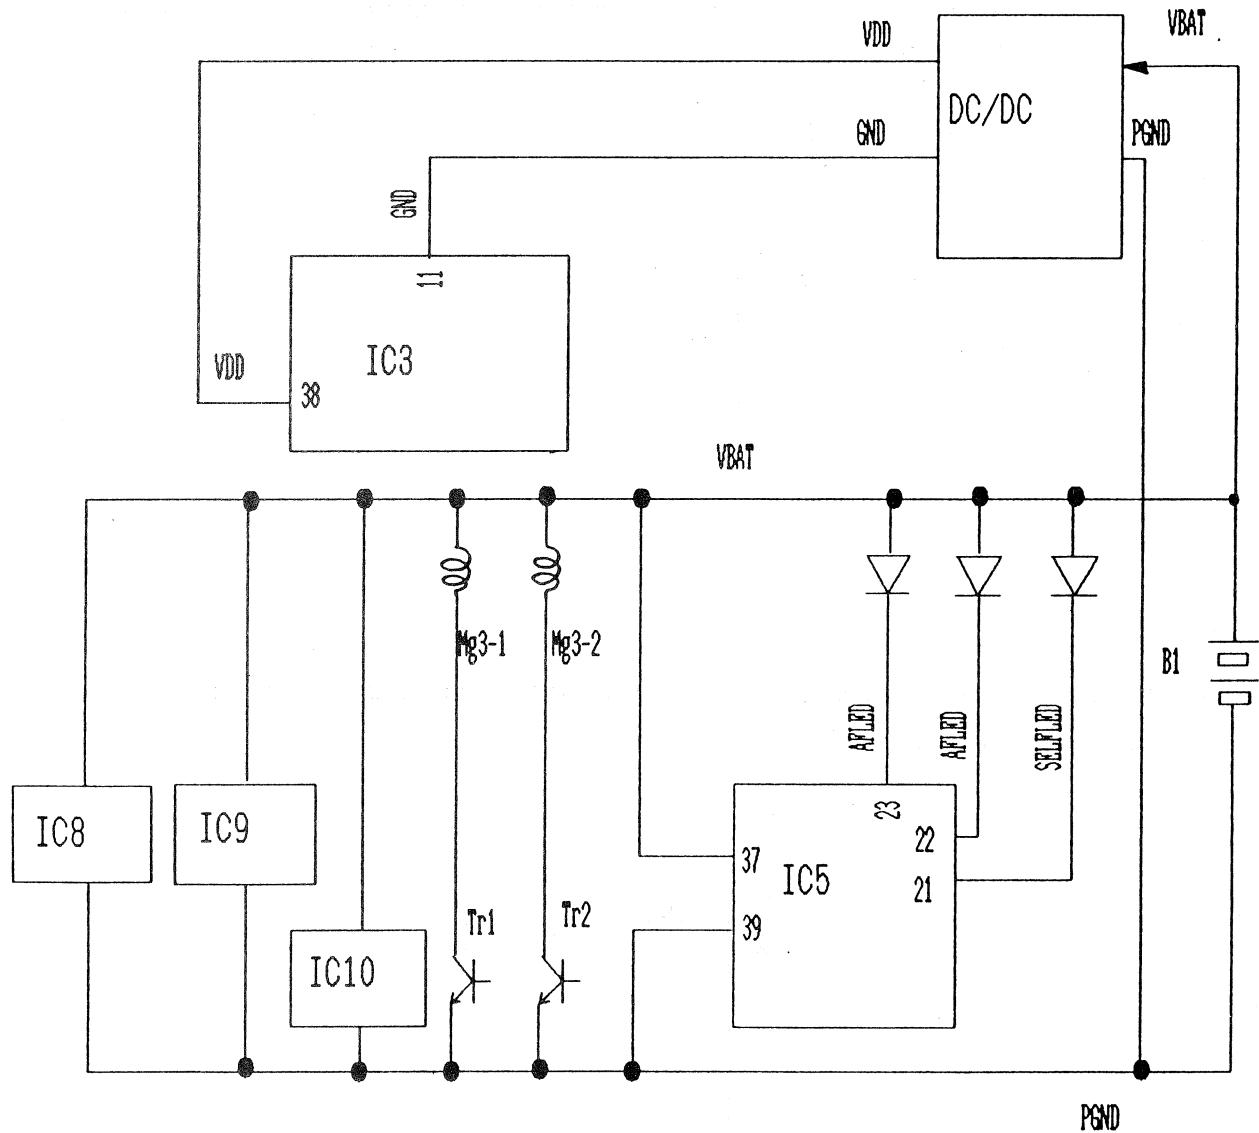 VBAT
VDD
DC/DC
GND
PGND
GND
11
IC3
VDD
38
VBAT
Mg3-1
Mg3-2
B1
AFLED
AFLED
SELFLED
23
IC8
IC9
22
37
IC5
21
Tr1
Tr2
39
IC10
PGND